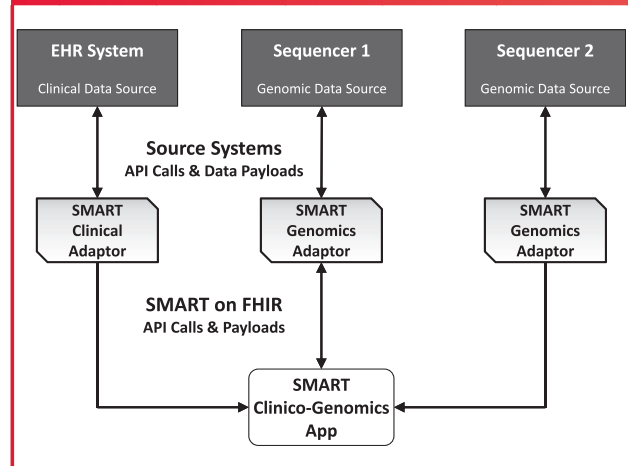 EHR System
Clinical Data Source
Sequencer 1
Genomic Data Source
Sequencer 2
Genomic Data Source
Source Systems
API Calls & Data Payloads
SMART
Clinical
Adaptor
SMART
Genomics
Adaptor
SMART
Genomics
Adaptor
SMART on FHIR
API Calls & Payloads
SMART
Clinico-Genomics
App